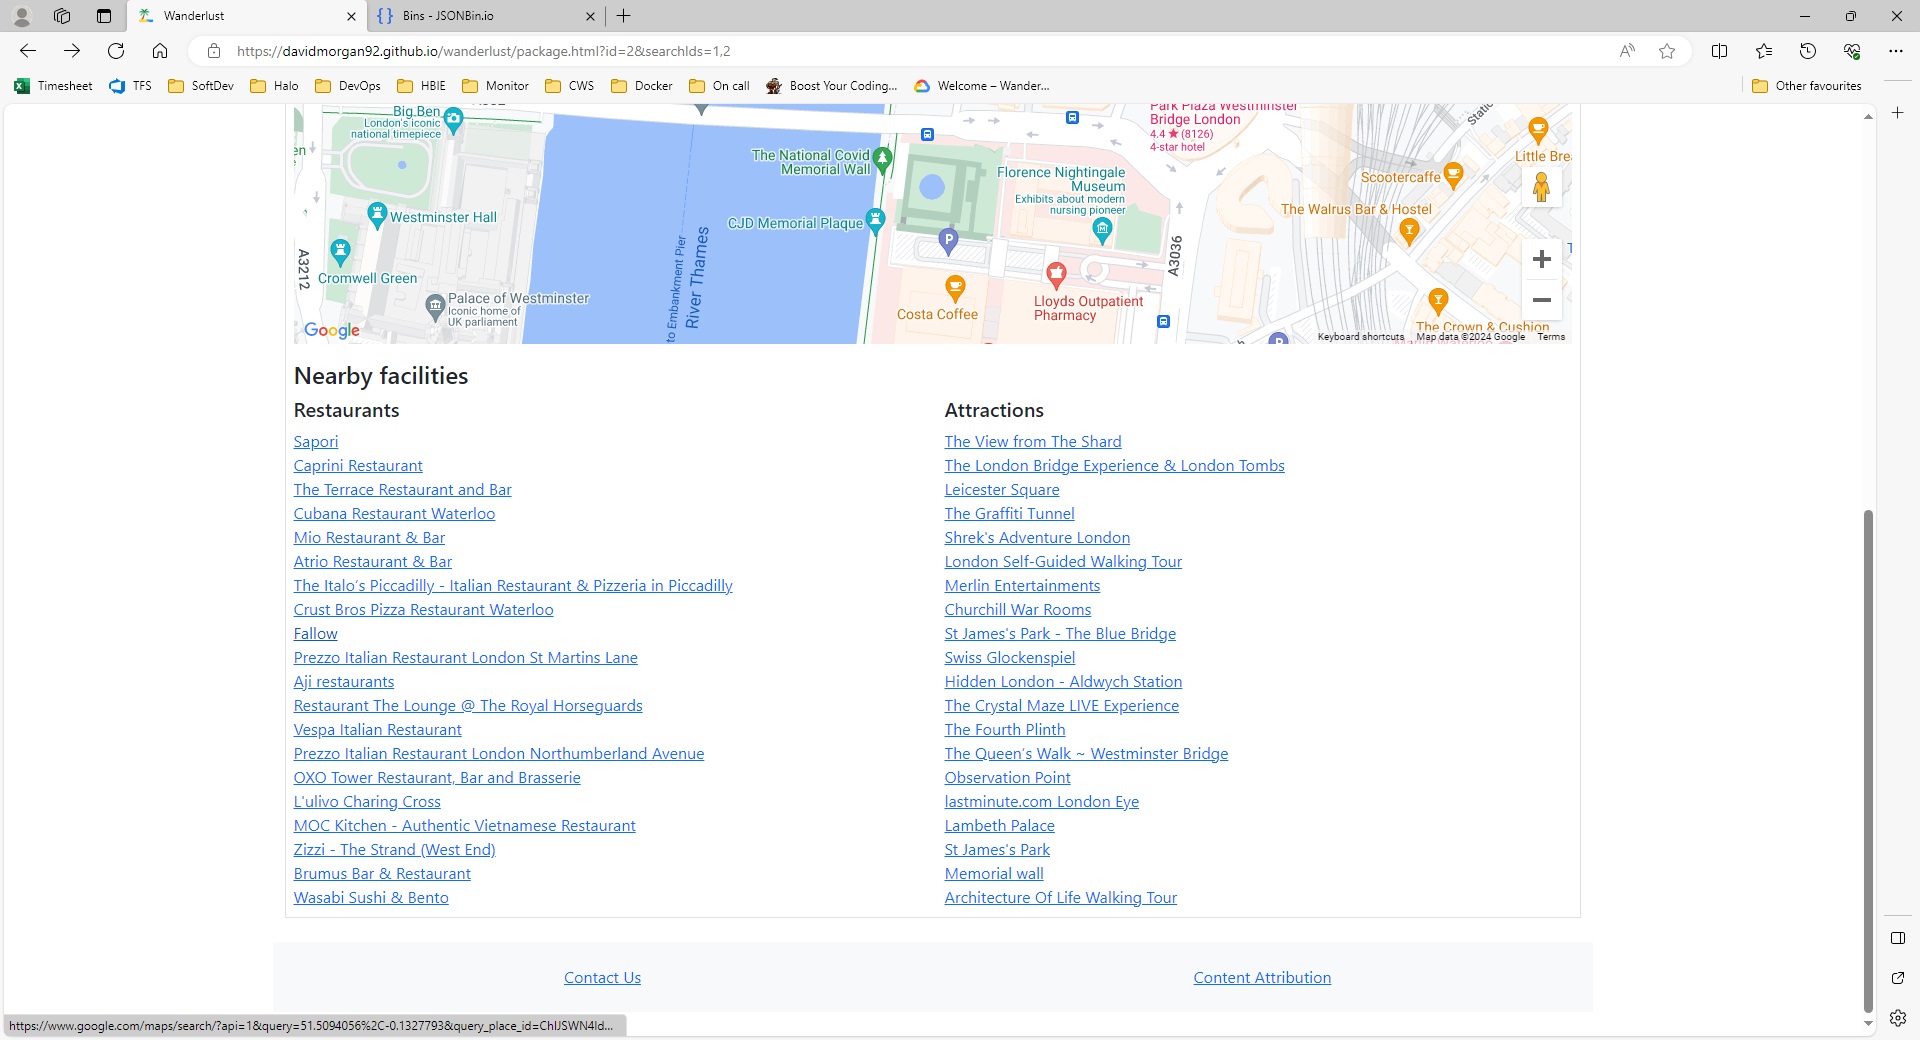 Wanderlust
Bins - JSONBin.io
https://davidmorgan92.github.io/wanderlust/package.html?id=2&searchIds=1,2
Timesheet
TFS
SoftDev
Halo
DevOps
HBIE
Monitor
CWS
Docker
On call
Boost Your Coding...
Welcome – Wander...
Other favourites
Big Ben
London's iconic
national timepiece
Westminster Hall
Cromwell Green
A3212
Palace of Westminster
Iconic home of
UK parliament
Google
to Embankment Pier
River Thames
The National Covid
Memorial Wall
CJD Memorial Plaque
Florence Nightingale
Museum
Exhibits about modern
nursing pioneer
P
Costa Coffee
Lloyds Outpatient
Pharmacy
A3036
Park Plaza Westminster
Bridge London
4.4 ★ (8126)
4-star hotel
Scootercaffe
The Walrus Bar & Hostel
Little Bre
The Crown & Cushion
Keyboard shortcuts
Map data ©2024 Google
Terms
Nearby facilities
Restaurants
Sapori
Caprini Restaurant
The Terrace Restaurant and Bar
Cubana Restaurant Waterloo
Mio Restaurant & Bar
Atrio Restaurant & Bar
The Italo's Piccadilly - Italian Restaurant & Pizzeria in Piccadilly
Crust Bros Pizza Restaurant Waterloo
Fallow
Prezzo Italian Restaurant London St Martins Lane
Aji restaurants
Restaurant The Lounge @ The Royal Horseguards
Vespa Italian Restaurant
Prezzo Italian Restaurant London Northumberland Avenue
OXO Tower Restaurant, Bar and Brasserie
L'ulivo Charing Cross
MOC Kitchen - Authentic Vietnamese Restaurant
Zizzi - The Strand (West End)
Brumus Bar & Restaurant
Wasabi Sushi & Bento
Attractions
The View from The Shard
The London Bridge Experience & London Tombs
Leicester Square
The Graffiti Tunnel
Shrek's Adventure London
London Self-Guided Walking Tour
Merlin Entertainments
Churchill War Rooms
St James's Park - The Blue Bridge
Swiss Glockenspiel
Hidden London - Aldwych Station
The Crystal Maze LIVE Experience
The Fourth Plinth
The Queen's Walk ~ Westminster Bridge
Observation Point
lastminute.com London Eye
Lambeth Palace
St James's Park
Memorial wall
Architecture Of Life Walking Tour
Contact Us
Content Attribution
https://www.google.com/maps/search/?api=1&query=51.5094056%2C-0.1327793&query_place_id=ChIJSWN4Id...